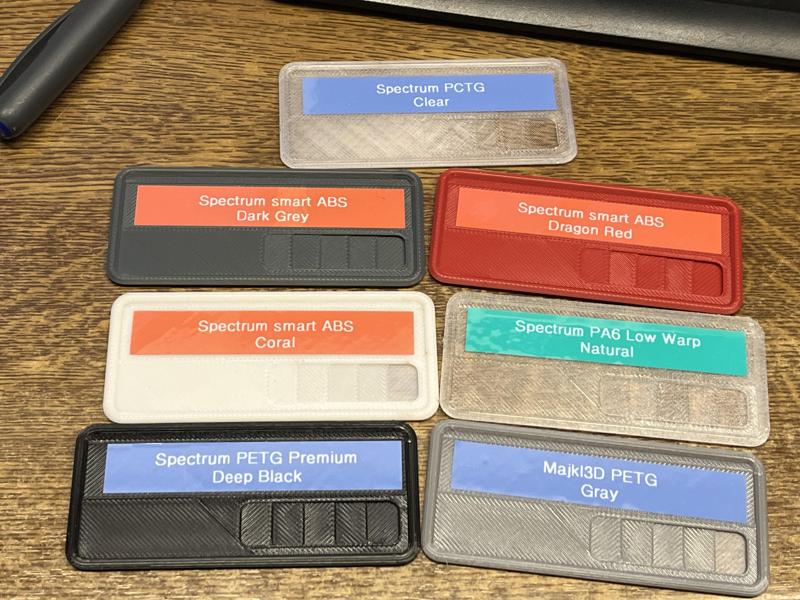 Spectrum PCTG
Clear
Spectrum smart ABS
Dark Grey
Spectrum smart ABS
Dragon Red
Spectrum smart ABS
Coral
Spectrum PA6 Low Warp
Natural
Spectrum PETG Premium
Deep Black
Majkl3D PETG
Gray